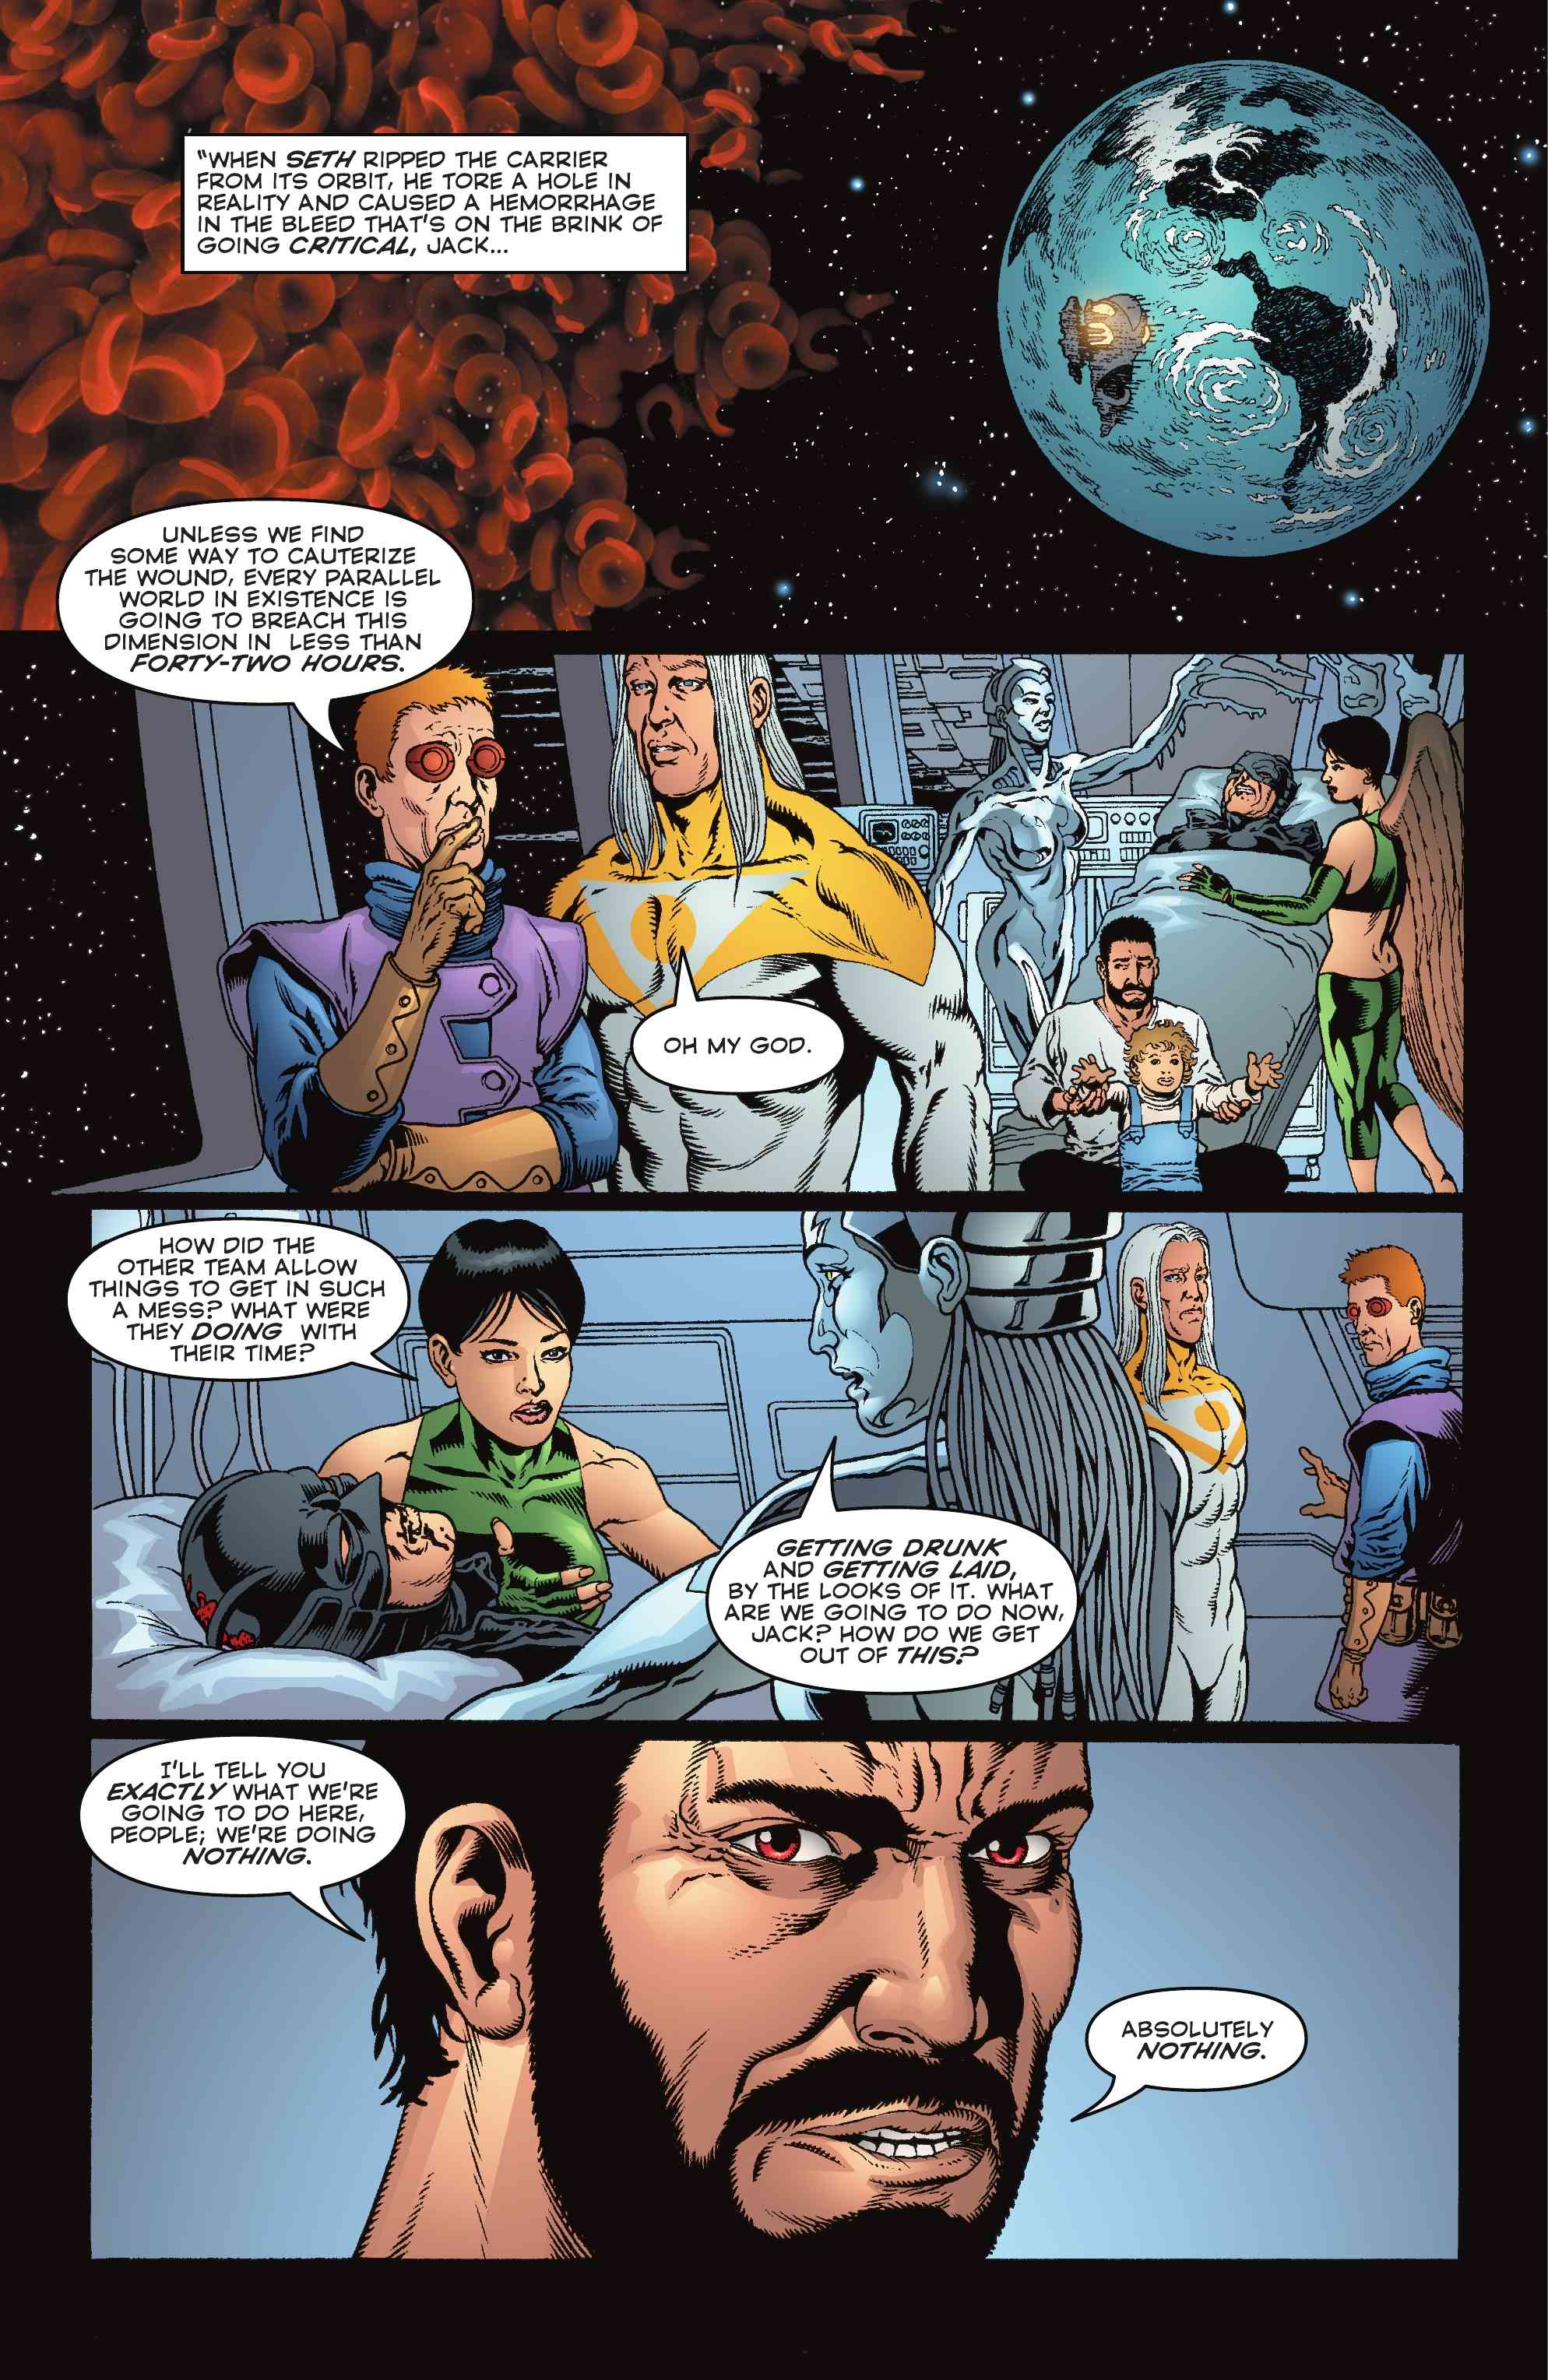 "WHEN SETH RIPPED THE CARRIER
FROM ITS ORBIT, HE TORE A HOLE IN
REALITY AND CAUSED A HEMORRHAGE
IN THE BLEED THAT'S ON THE BRINK OF
GOING CRITICAL, JACK...
UNLESS WE FIND
SOME WAY TO CAUTERIZE
THE WOUND, EVERY PARALLEL
WORLD IN EXISTENCE IS
GOING TO BREACH THIS
DIMENSION IN LESS THAN
FORTY-TWO HOURS.
OH MY GOD.
HOW DID THE
OTHER TEAM ALLOW
THINGS TO GET IN SUCH
A MESS? WHAT WERE
THEY DOING WITH
THEIR TIME?
GETTING DRUNK
AND GETTING LAID,
BY THE LOOKS OF IT. WHAT
ARE WE GOING TO DO NOW,
JACK? HOW DO WE GET
OUT OF THIS?
I'LL TELL YOU
EXACTLY WHAT WE'RE
GOING TO DO HERE,
PEOPLE; WE'RE DOING
NOTHING.
ABSOLUTELY
NOTHING.